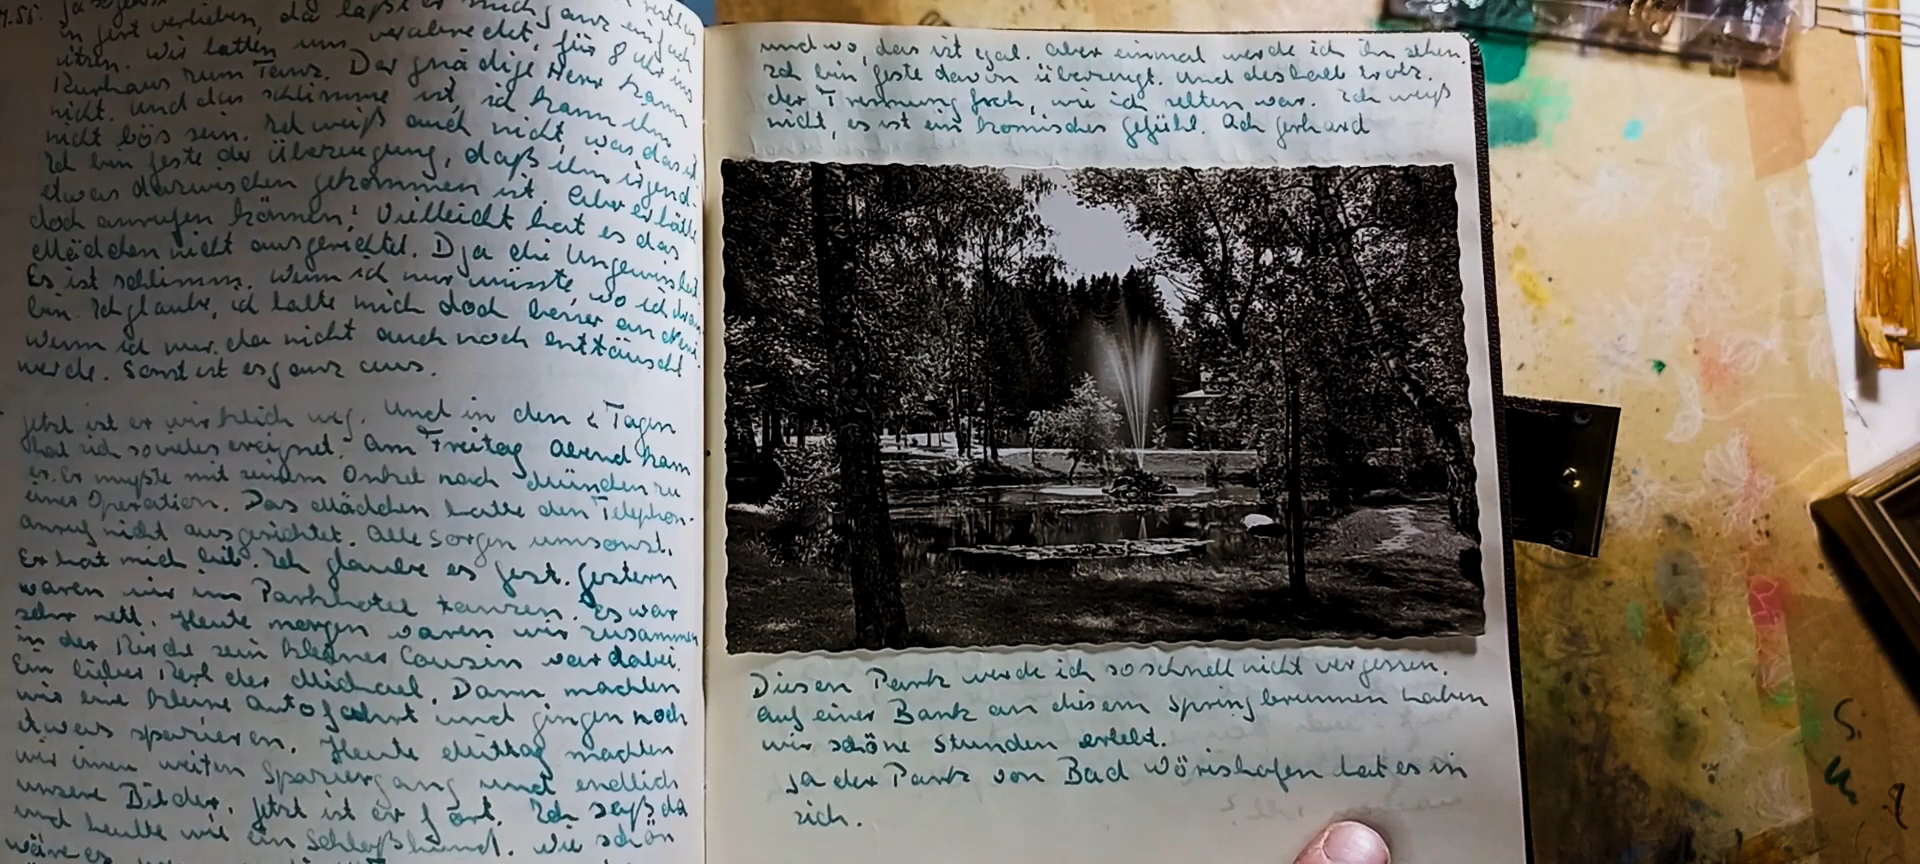 .55.
in fort verlieben, da läßt er mich ganz einfach
sitzen. Wir hatten uns verabredet, für 8 Uhr ins
Kurhaus zum Tanz. Der gnädige Herr kam
nicht. Und das schlimme ist, ich kann ihm
nicht bös sein. Ich weiß auch nicht, was das ist
Ich bin feste der Überzeugung, daß ihm irgend-
etwas dazwischen gekommen ist. Aber er hätte
doch anrufen können! Vielleicht hat es das
Mädchen nicht ausgerichtet. Dja die Ungewissheit
Es ist schlimm. Wenn ich nur wüsste, wo ich dran
bin. Ich glaube, ich halte mich doch besser an
Wenn ich nur da nicht auch noch enttäuscht
werde. Sonst ist es ganz aus.
Jetzt ist er wirklich weg. Und in den 2 Tagen
hat sich sovieles ereignet. Am Freitag Abend kam
er. Er mußte mit seinem Onkel nach München zu
einer Operation. Das Mädchen hatte den Telephon-
anruf nicht ausgerichtet. Alle Sorgen umsonst.
Er hat mich lieb. Ich glaube es fest. Gestern
waren wir im Parkhotel tanzen. Es war
sehr nett. Heute morgen waren wir zusammen
in der Kirche sein kleiner Cousin war dabei.
Ein lieber Kerl der Michael. Dann machten
wir eine kleine Autofahrt und gingen noch
etwas spazieren. Heute Mittag machten
wir einen weiten Spaziergang und endlich
unsere Bilder. Jetzt ist er fort. Ich saß da
und heulte wie ein Schloßhund. Wie schön
wäre es
und wo, das ist egal. Aber einmal werde ich ihn sehen.
Ich bin feste davon überzeugt. Und deshalb trotz
der Trennung froh, wie ich selten war. Ich weiß
nicht, es ist ein komisches Gefühl. Ach Gerhard
Diesen Park werde ich so schnell nicht vergessen.
Auf einer Bank an diesem Springbrunnen haben
wir schöne Stunden erlebt.
Ja der Park von Bad Wörishofen hat es in
sich.